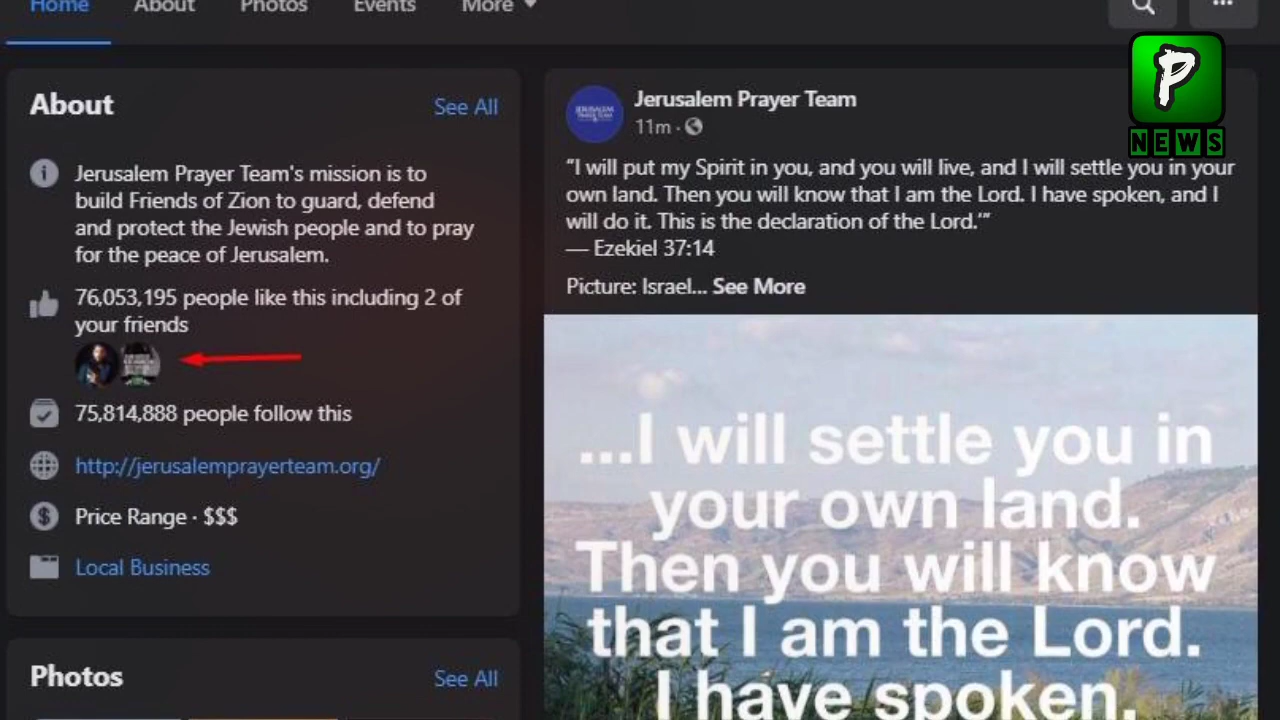 Home About Photos Events More
P
NEWS
About See All
Jerusalem Prayer Team's mission is to
build Friends of Zion to guard, defend
and protect the Jewish people and to pray
for the peace of Jerusalem.
76,053,195 people like this including 2 of
your friends
75,814,888 people follow this
http://jerusalemprayerteam.org/
Price Range · $$$
Local Business
Photos See All
JERUSALEM
PRAYER TEAM
Jerusalem Prayer Team
11m ·
“I will put my Spirit in you, and you will live, and I will settle you in your
own land. Then you will know that I am the Lord. I have spoken, and I
will do it. This is the declaration of the Lord.’”
— Ezekiel 37:14
Picture: Israel... See More
...I will settle you in
your own land.
Then you will know
that I am the Lord.
I have spoken,